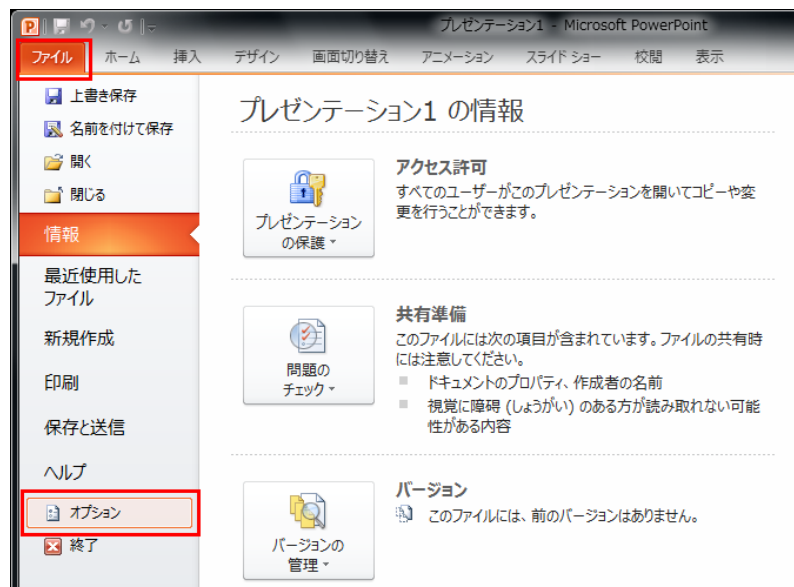 プレゼンテーション1 - Microsoft PowerPoint
ファイル ホーム 挿入 デザイン 画面切り替え アニメーション スライド ショー 校閲 表示
上書き保存
名前を付けて保存
開く
閉じる
情報
最近使用した
ファイル
新規作成
印刷
保存と送信
ヘルプ
オプション
終了
プレゼンテーション1 の情報
プレゼンテーション
の保護
アクセス許可
すべてのユーザーがこのプレゼンテーションを開いてコピーや変
更を行うことができます。
問題の
チェック
共有準備
このファイルには次の項目が含まれています。ファイルの共有時
には注意してください。
ドキュメントのプロパティ、作成者の名前
視覚に障碍 (しょうがい) のある方が読み取れない可能
性がある内容
バージョンの
管理
バージョン
このファイルには、前のバージョンはありません。